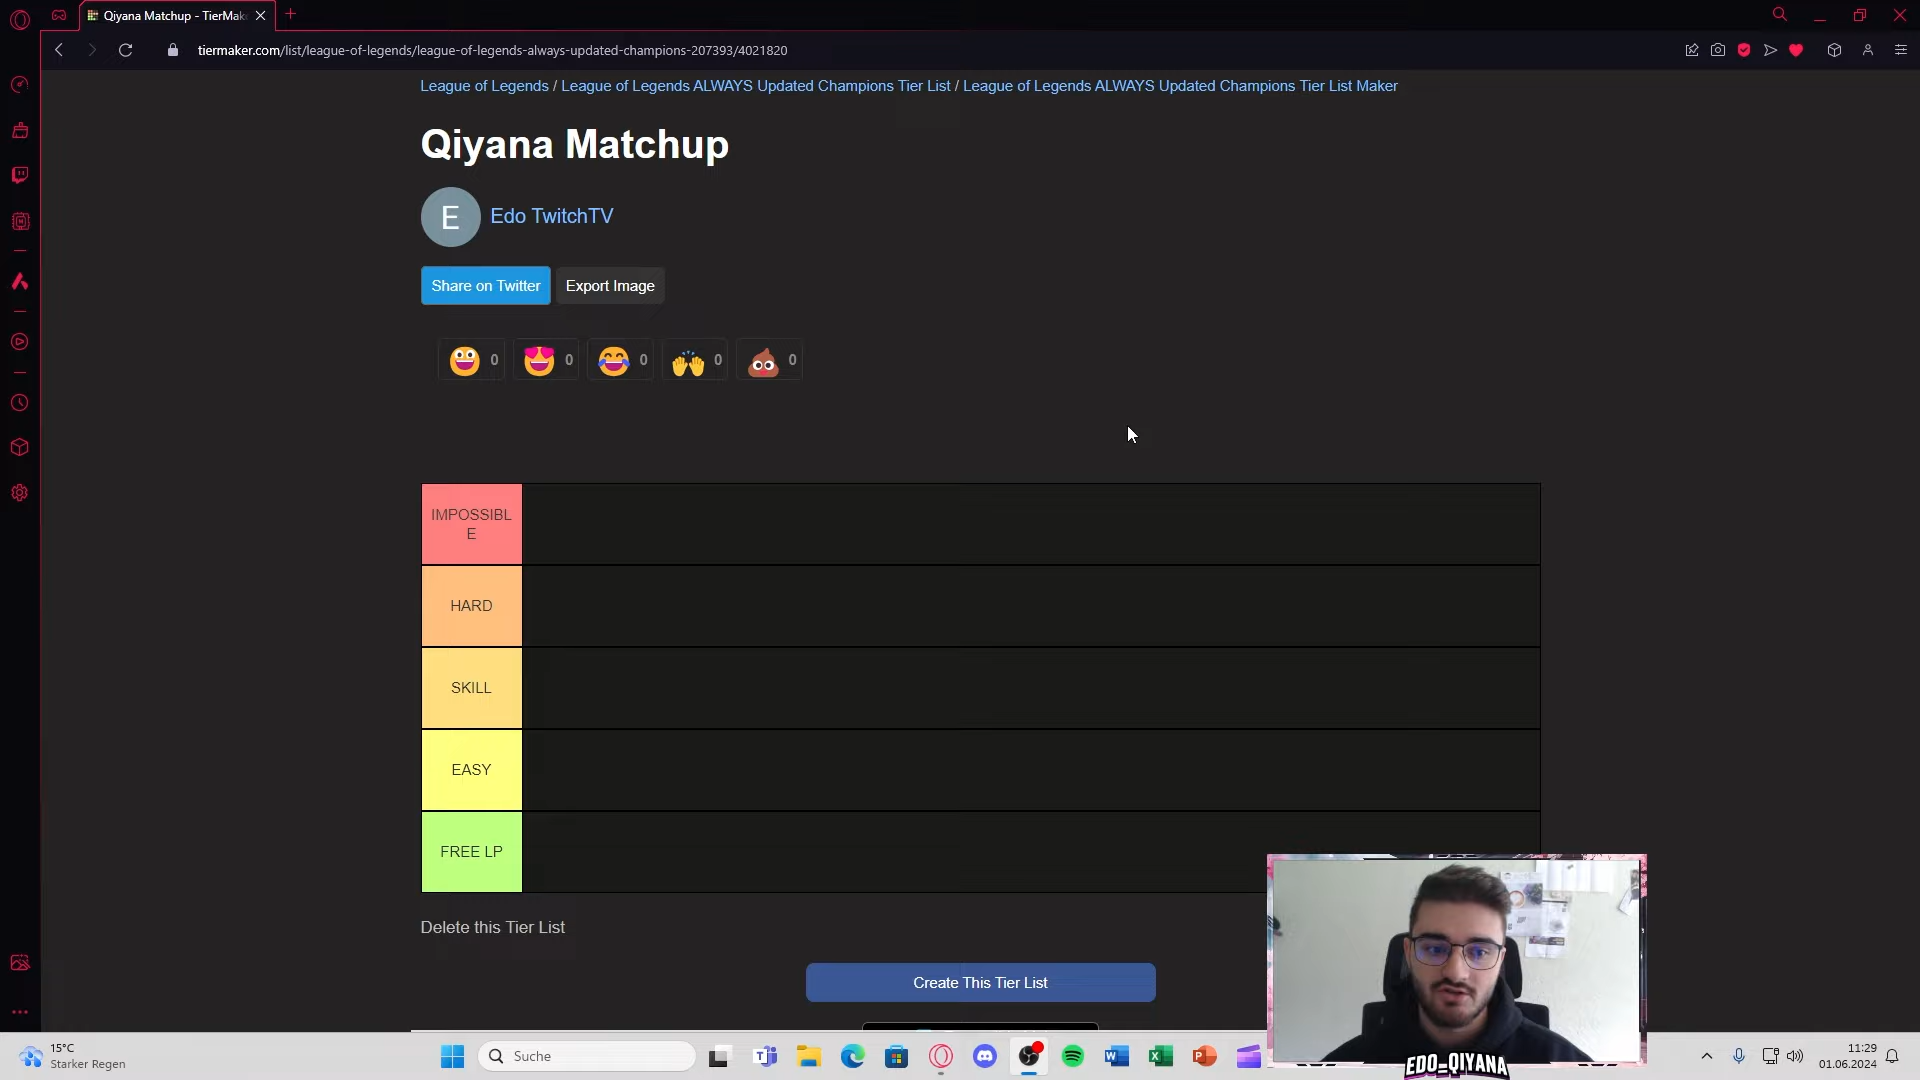 Qiyana Matchup - TierMak
tiermaker.com/list/league-of-legends/league-of-legends-always-updated-champions-207393/4021820
League of Legends / League of Legends ALWAYS Updated Champions Tier List / League of Legends ALWAYS Updated Champions Tier List Maker
Qiyana Matchup
E
Edo TwitchTV
Share on Twitter
Export Image
0
0
0
0
0
IMPOSSIBL
E
HARD
SKILL
EASY
FREE LP
Delete this Tier List
Create This Tier List
EDO_QIYANA
15°C
Starker Regen
Suche
11:29
01.06.2024